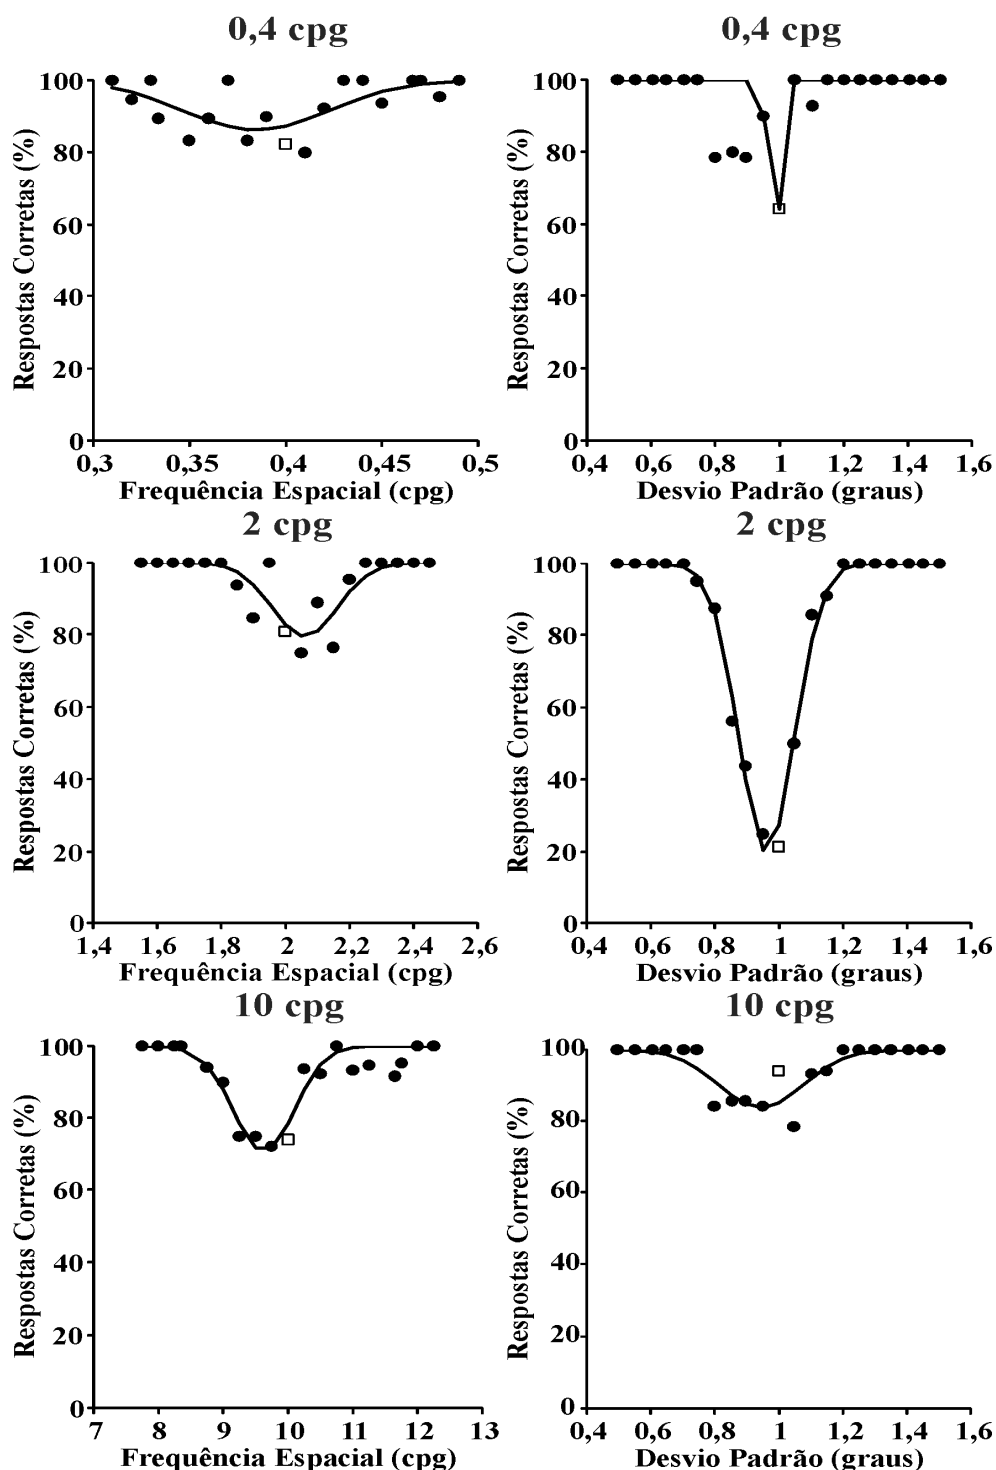 0,4 cpg
Respostas Corretas (%)
100
80
60
40
20
0
0,3 0,35 0,4 0,45 0,5
Frequência Espacial (cpg)
0,4 cpg
Respostas Corretas (%)
100
80
60
40
20
0
0,4 0,6 0,8 1 1,2 1,4 1,6
Desvio Padrão (graus)
2 cpg
Respostas Corretas (%)
100
80
60
40
20
0
1,4 1,6 1,8 2 2,2 2,4 2,6
Frequência Espacial (cpg)
2 cpg
Respostas Corretas (%)
100
80
60
40
20
0
0,4 0,6 0,8 1 1,2 1,4 1,6
Desvio Padrão (graus)
10 cpg
Respostas Corretas (%)
100
80
60
40
20
0
7 8 9 10 11 12 13
Frequência Espacial (cpg)
10 cpg
Respostas Corretas (%)
100
80
60
40
20
0
0,4 0,6 0,8 1 1,2 1,4 1,6
Desvio Padrão (graus)